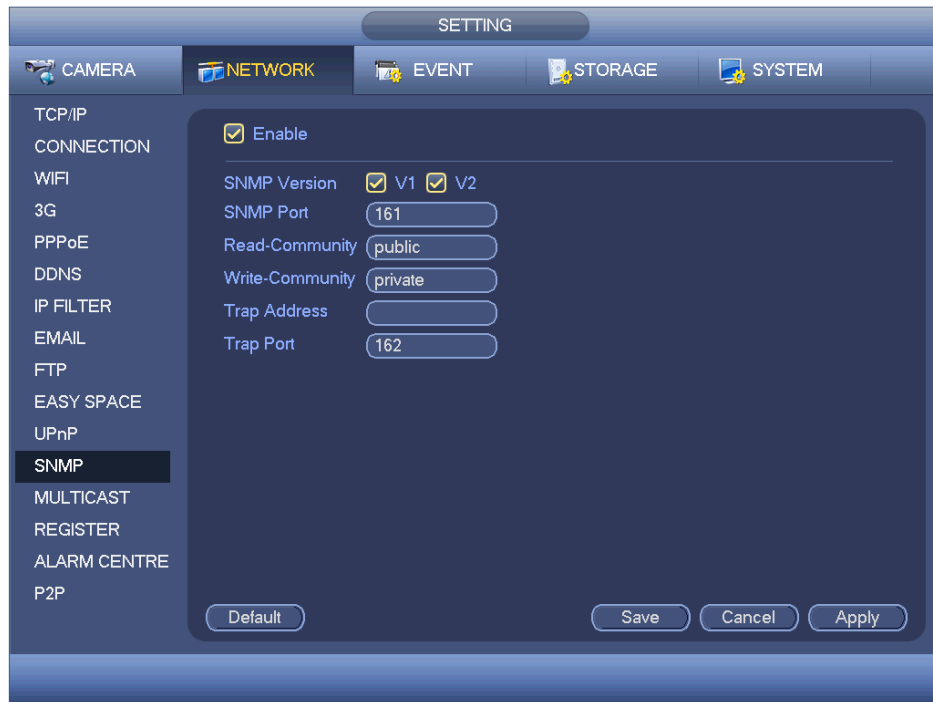 SETTING
CAMERA NETWORK EVENT STORAGE SYSTEM
TCP/IP
CONNECTION
WIFI
3G
PPPoE
DDNS
IP FILTER
EMAIL
FTP
EASY SPACE
UPnP
SNMP
MULTICAST
REGISTER
ALARM CENTRE
P2P
Enable
SNMP Version V1 V2
SNMP Port 161
Read-Community public
Write-Community private
Trap Address
Trap Port 162
Default Save Cancel Apply